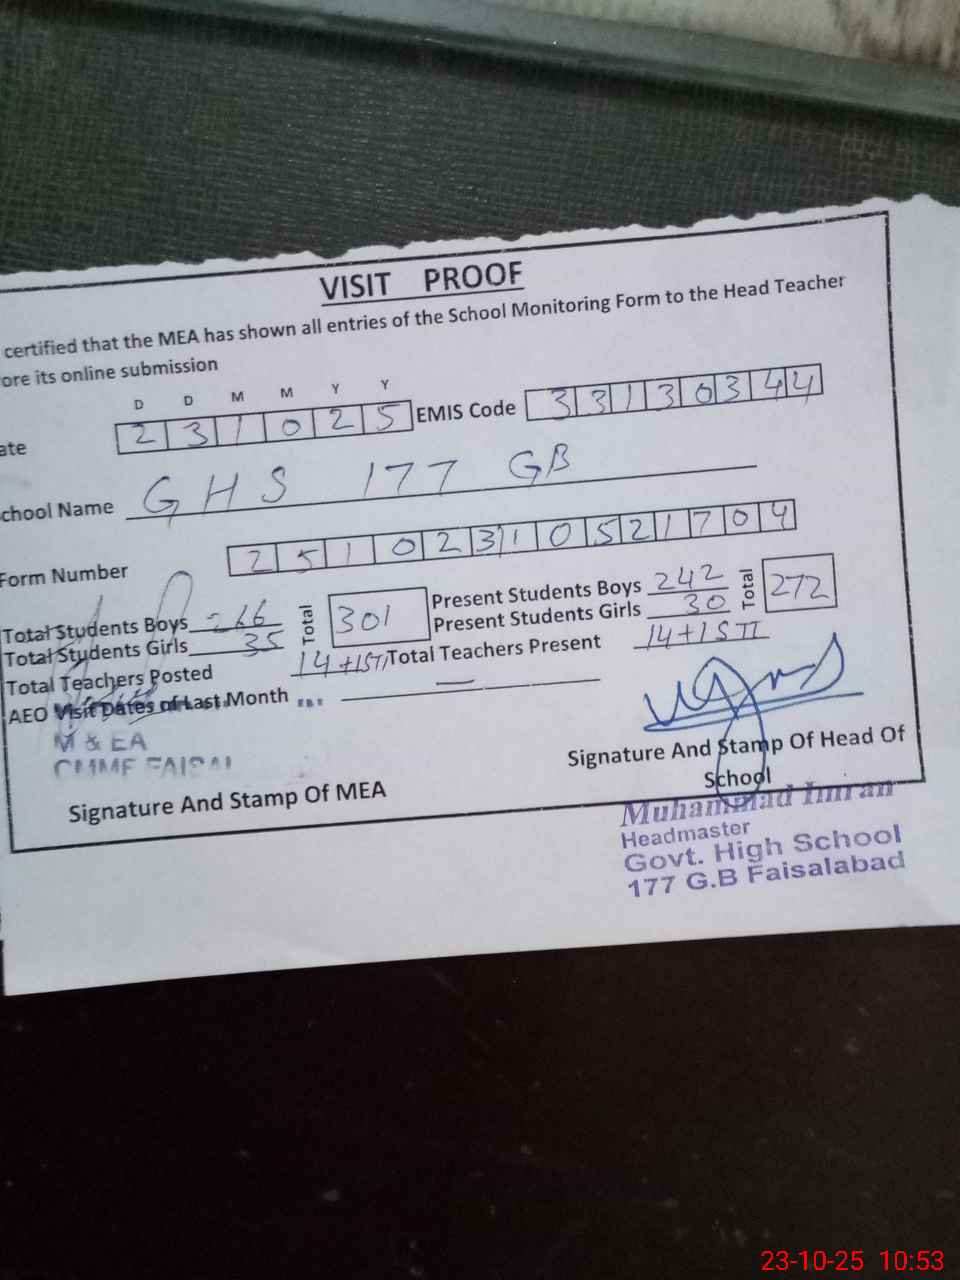 VISIT PROOF
certified that the MEA has shown all entries of the School Monitoring Form to the Head Teacher
ore its online submission
D D M M Y Y
ate 2 3 1 0 2 5 EMIS Code 3 3 1 3 0 3 4 4
chool Name GHS 177 GB
Form Number 2 5 1 0 2 3 1 0 5 2 1 7 0 4
Total Students Boys 266 Total 301 Present Students Boys 242 Total 272
Total Students Girls 35 Present Students Girls 30
Total Teachers Posted 14+1STI Total Teachers Present 14+1STI
AEO Visit Dates of Last Month —
M & EA
CMMF FAISAL
Signature And Stamp Of MEA
Signature And Stamp Of Head Of
School
Muhammad Imran
Headmaster
Govt. High School
177 G.B Faisalabad
23-10-25 10:53